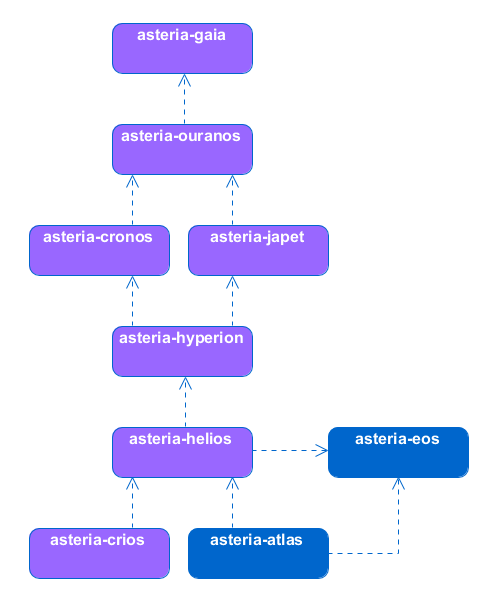 asteria-gaia
asteria-ouranos
asteria-cronos
asteria-japet
asteria-hyperion
asteria-helios
asteria-eos
asteria-crios
asteria-atlas